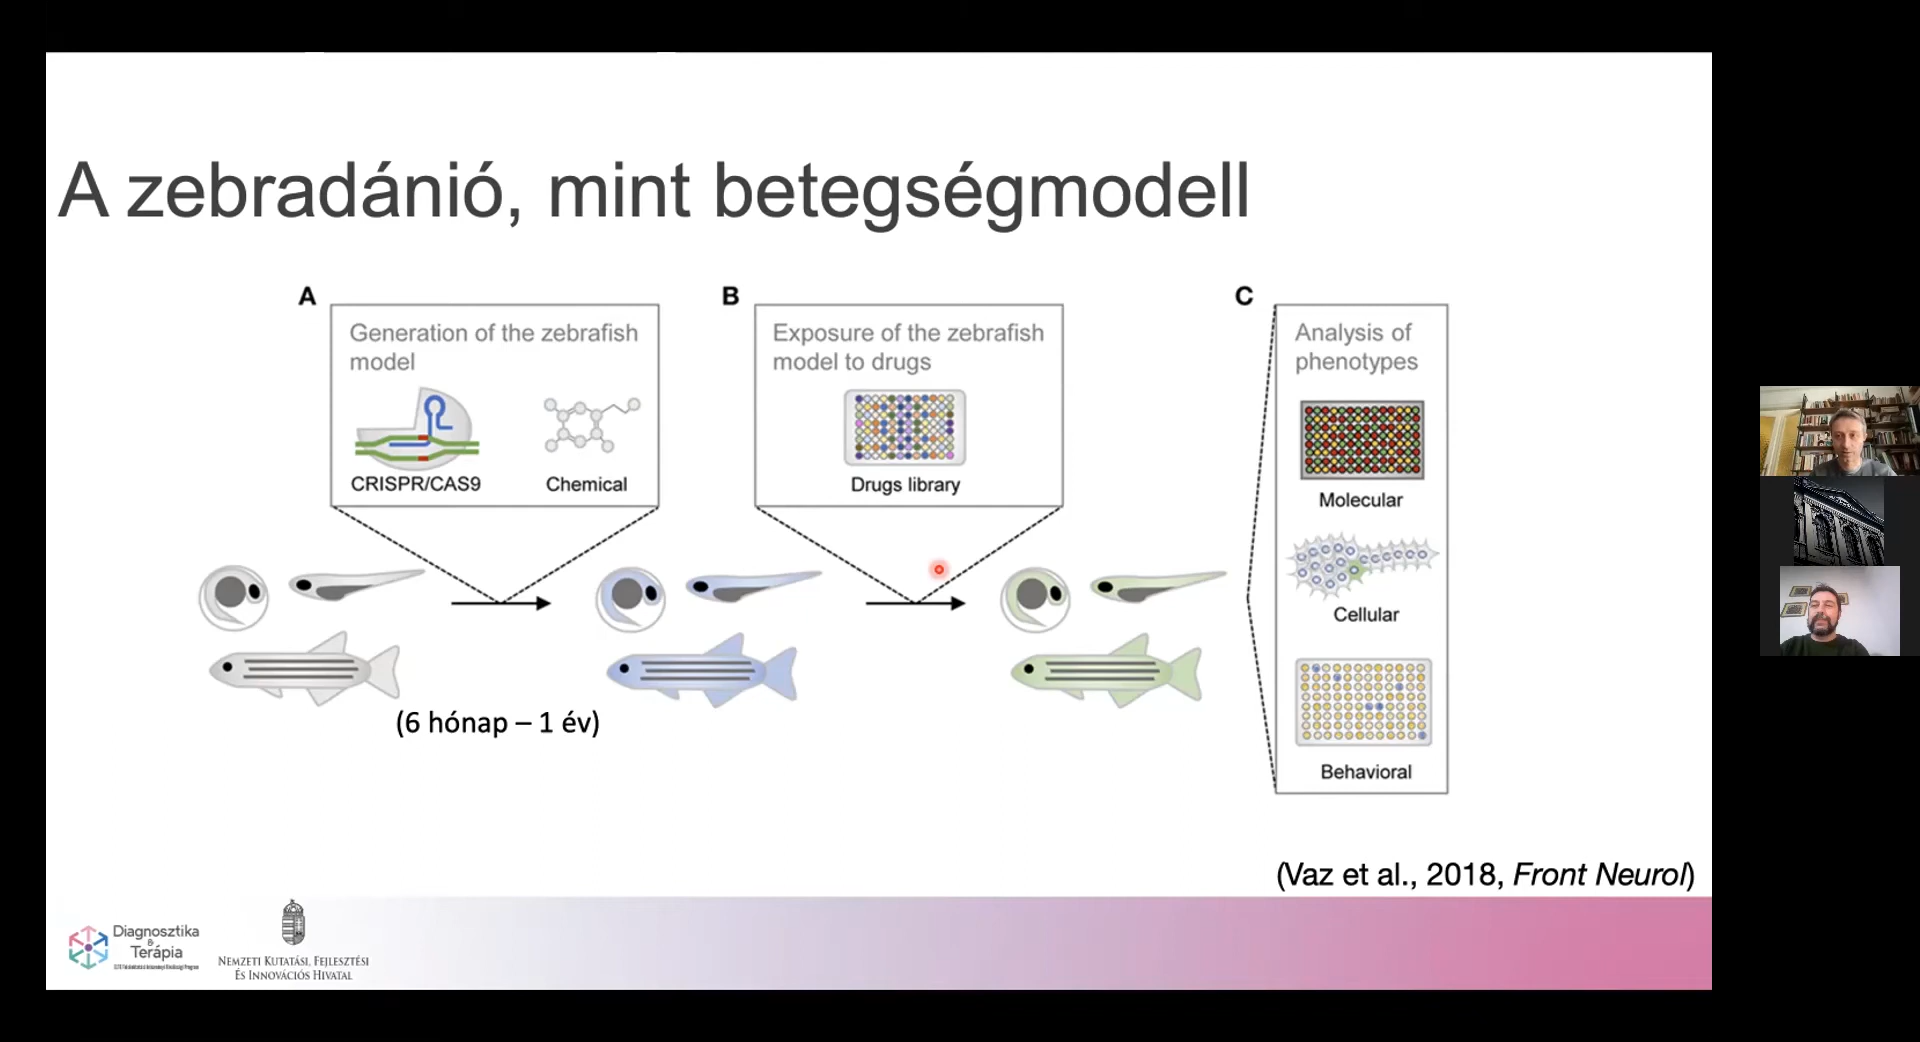 A zebradánió, mint betegségmodell
A
Generation of the zebrafish
model
CRISPR/CAS9
Chemical
B
Exposure of the zebrafish
model to drugs
Drugs library
C
Analysis of
phenotypes
Molecular
Cellular
Behavioral
(6 hónap – 1 év)
(Vaz et al., 2018, Front Neurol)
Diagnosztika
&
Terápia
NEMZETI KUTATÁSI, FEJLESZTÉSI
ÉS INNOVÁCIÓS HIVATAL